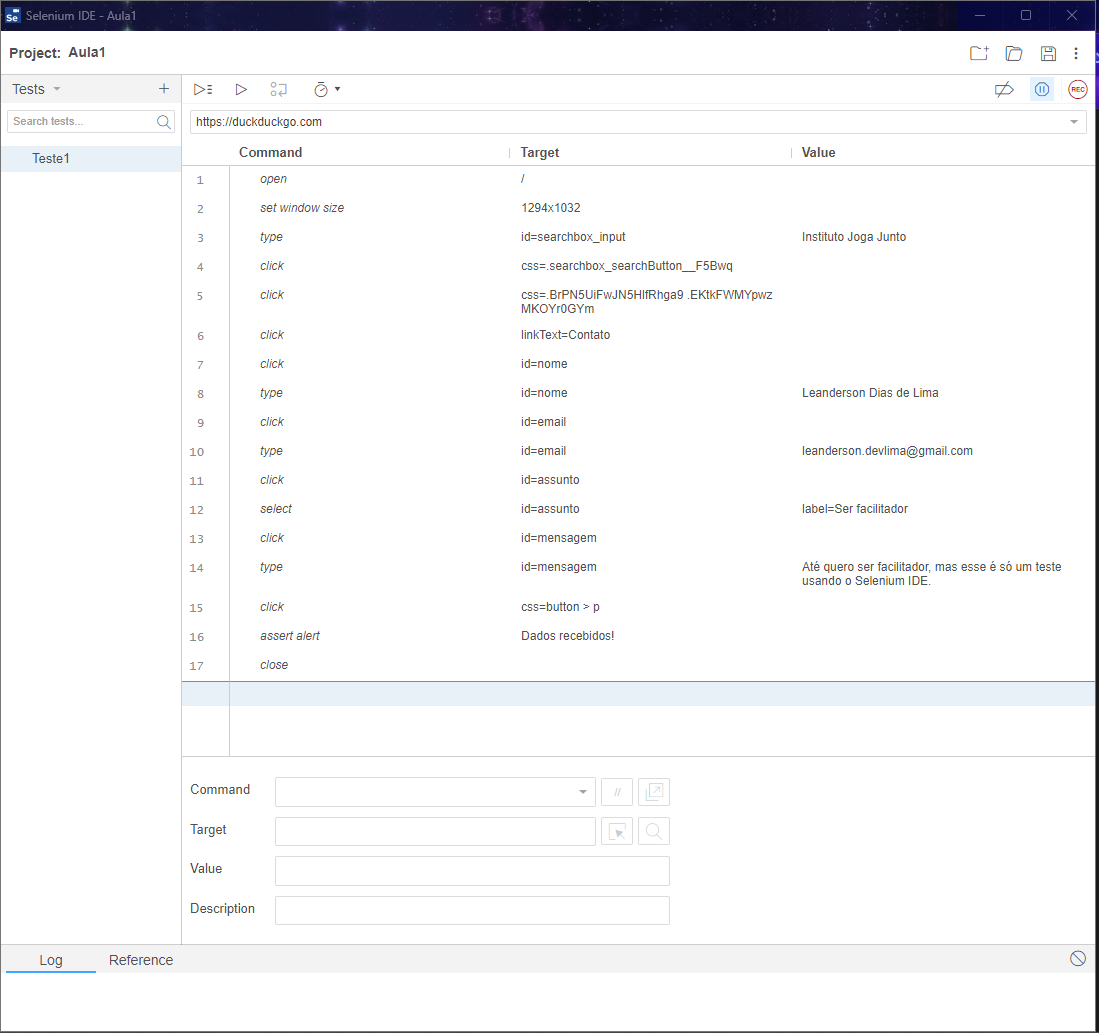 Selenium IDE - Aula1
Project: Aula1
Tests
REC
Search tests...
https://duckduckgo.com
Teste1
Command Target Value
1 open /
2 set window size 1294x1032
3 type id=searchbox_input Instituto Joga Junto
4 click css=.searchbox_searchButton__F5Bwq
5 click css=.BrPN5UiFwJN5HlfRhga9 .EKtkFWMYpwz
MKOYr0GYm
6 click linkText=Contato
7 click id=nome
8 type id=nome Leanderson Dias de Lima
9 click id=email
10 type id=email leanderson.devlima@gmail.com
11 click id=assunto
12 select id=assunto label=Ser facilitador
13 click id=mensagem
14 type id=mensagem Até quero ser facilitador, mas esse é só um teste
usando o Selenium IDE.
15 click css=button > p
16 assert alert Dados recebidos!
17 close
Command //
Target
Value
Description
Log Reference